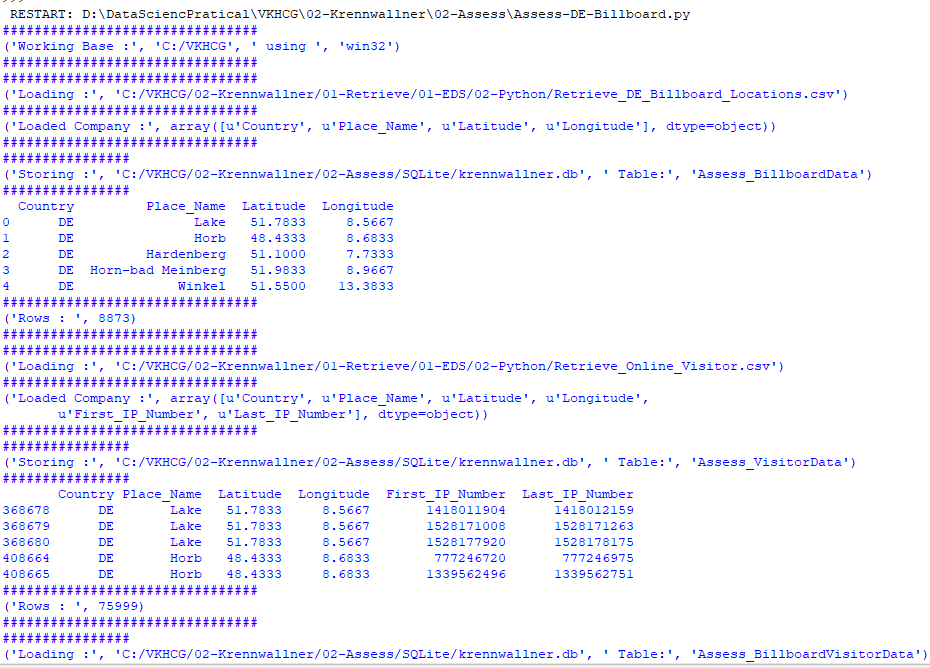 RESTART: D:\DataSciencPratical\VKHCG\02-Krennwallner\02-Assess\Assess-DE-Billboard.py
################################
('Working Base :', 'C:/VKHCG', ' using ', 'win32')
################################
################################
('Loading :', 'C:/VKHCG/02-Krennwallner/01-Retrieve/01-EDS/02-Python/Retrieve_DE_Billboard_Locations.csv')
################################
('Loaded Company :', array([u'Country', u'Place_Name', u'Latitude', u'Longitude'], dtype=object))
################################
################
('Storing :', 'C:/VKHCG/02-Krennwallner/02-Assess/SQLite/krennwallner.db', ' Table:', 'Assess_BillboardData')
################
  Country         Place_Name  Latitude  Longitude
0      DE               Lake   51.7833     8.5667
1      DE               Horb   48.4333     8.6833
2      DE         Hardenberg   51.1000     7.7333
3      DE  Horn-bad Meinberg   51.9833     8.9667
4      DE             Winkel   51.5500    13.3833
################################
('Rows : ', 8873)
################################
################################
('Loading :', 'C:/VKHCG/02-Krennwallner/01-Retrieve/01-EDS/02-Python/Retrieve_Online_Visitor.csv')
################################
('Loaded Company :', array([u'Country', u'Place_Name', u'Latitude', u'Longitude',
       u'First_IP_Number', u'Last_IP_Number'], dtype=object))
################################
################
('Storing :', 'C:/VKHCG/02-Krennwallner/02-Assess/SQLite/krennwallner.db', ' Table:', 'Assess_VisitorData')
################
       Country Place_Name  Latitude  Longitude  First_IP_Number  Last_IP_Number
368678      DE       Lake   51.7833     8.5667       1418011904      1418012159
368679      DE       Lake   51.7833     8.5667       1528171008      1528171263
368680      DE       Lake   51.7833     8.5667       1528177920      1528178175
408664      DE       Horb   48.4333     8.6833        777246720       777246975
408665      DE       Horb   48.4333     8.6833       1339562496      1339562751
################################
('Rows : ', 75999)
################################
################
('Loading :', 'C:/VKHCG/02-Krennwallner/02-Assess/SQLite/krennwallner.db', ' Table:', 'Assess_BillboardVisitorData')